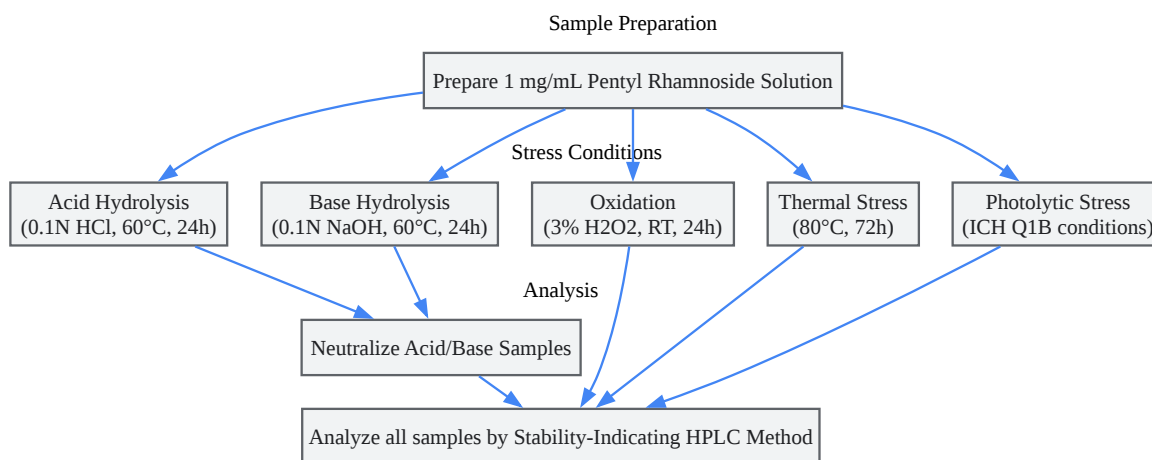 Sample Preparation
Prepare 1 mg/mL Pentyl Rhamnoside Solution
Stress Conditions
Acid Hydrolysis
(0.1N HCl, 60°C, 24h)
Base Hydrolysis
(0.1N NaOH, 60°C, 24h)
Oxidation
(3% H2O2, RT, 24h)
Thermal Stress
(80°C, 72h)
Photolytic Stress
(ICH Q1B conditions)
Analysis
Neutralize Acid/Base Samples
Analyze all samples by Stability-Indicating HPLC Method